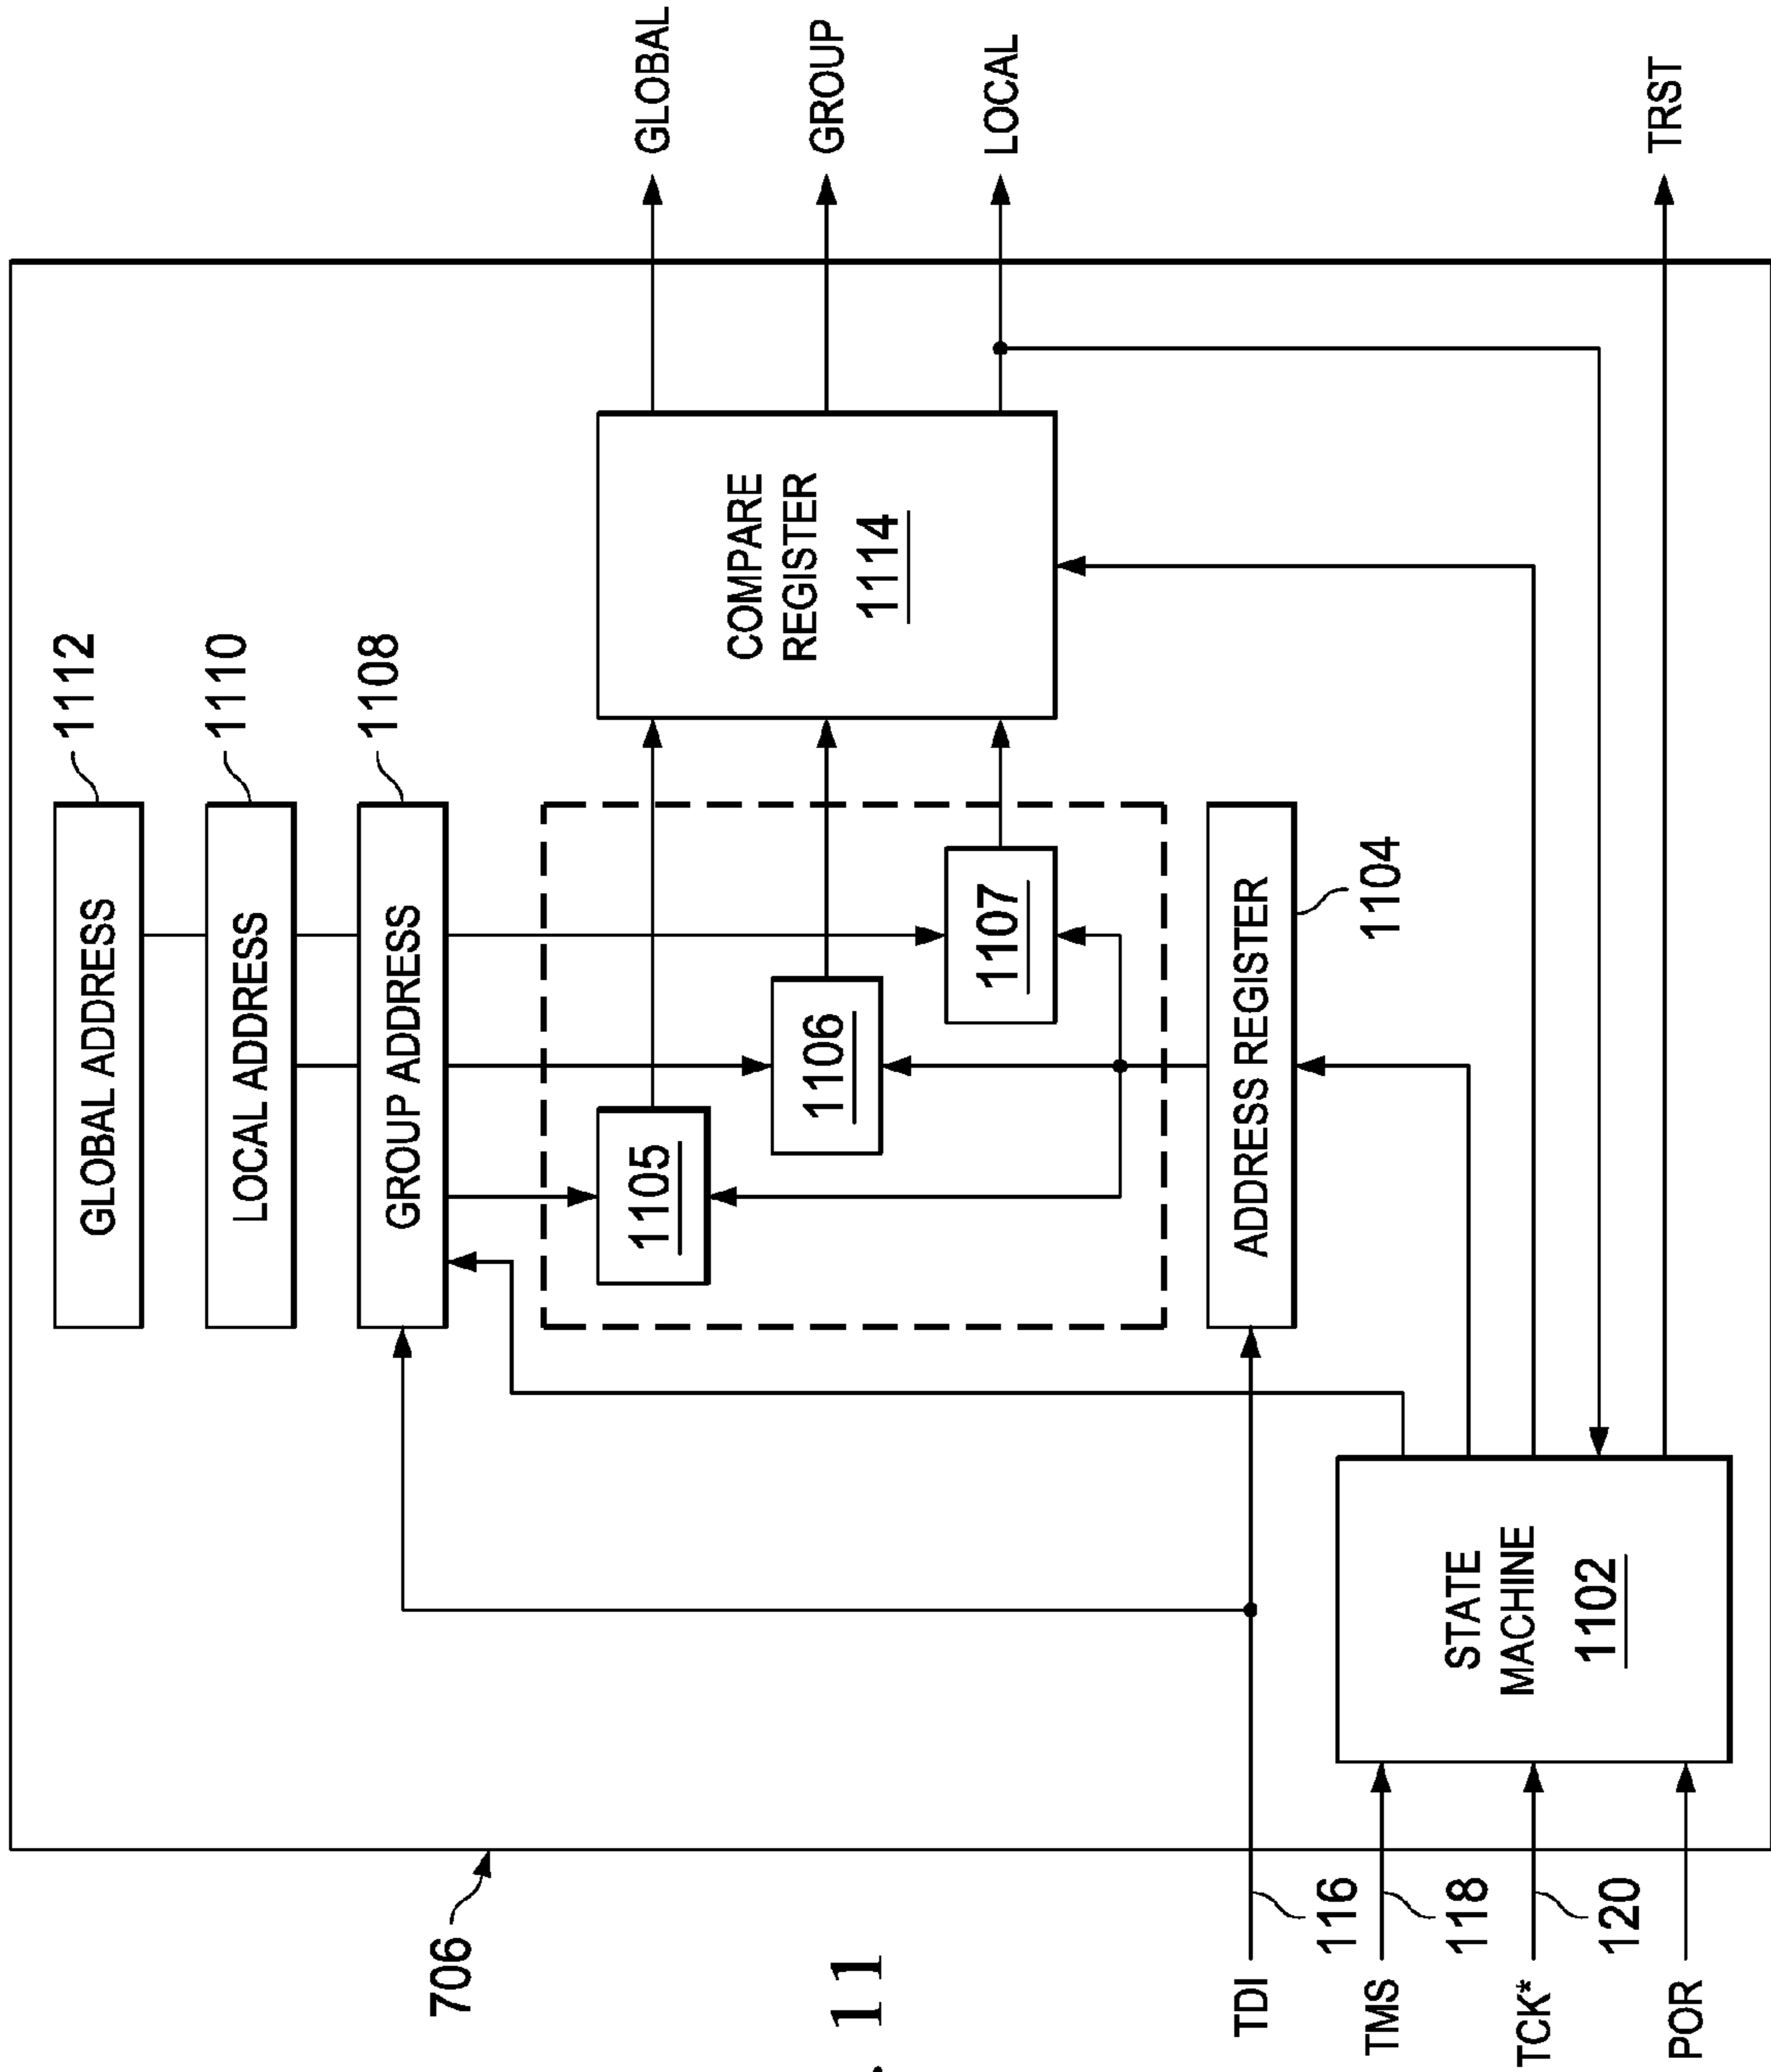 GLOBAL ADDRESS
1112
LOCAL ADDRESS
1110
GROUP ADDRESS
1108
GLOBAL
GROUP
LOCAL
COMPARE
REGISTER
1114
1105
1106
1107
ADDRESS REGISTER
1104
STATE
MACHINE
1102
TRST
706
TDI
116
TMS
118
TCK*
120
POR
. 11